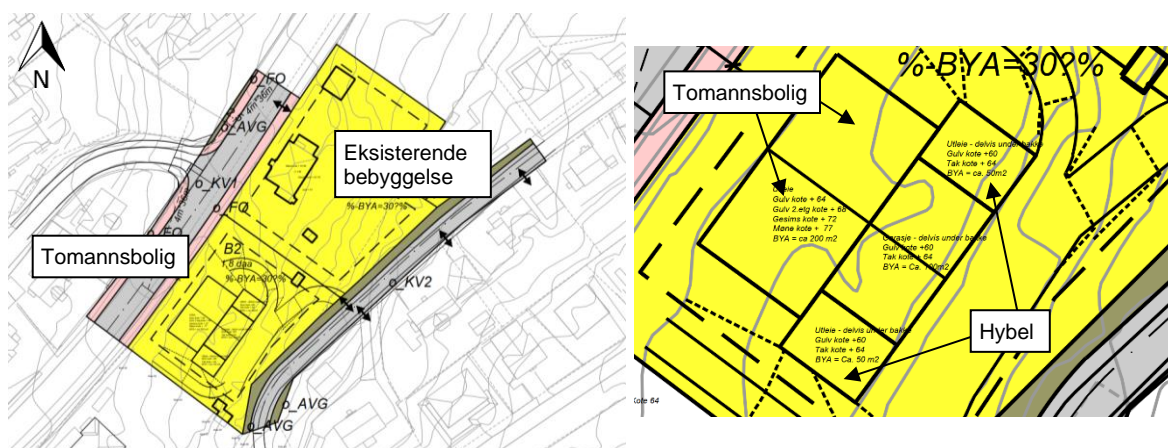 N
o_FO
4m 36m
o_AVG
o_KV1
4m 36m
o_FO
Eksisterende
bebyggelse
%-BYA=30?%
Tomannsbolig
B2
1,8 daa
%-BYA=30?%
o_KV2
o_AVG
o_AVG
%-BYA=30?%
Tomannsbolig
Utleie - delvis under bakke
Gulv kote +60
Tak kote + 64
BYA = ca. 50m2
Gulv kote + 64
Gulv 2.etg kote + 68
Gesims kote + 72
Møne kote + 77
BYA = ca 200 m2
Garasje - delvis under bakke
Gulv kote +60
Tak kote + 64
Utleie - delvis under bakke
Gulv kote +60
Tak kote + 64
BYA = Ca. 50 m2
Hybel
kote 64